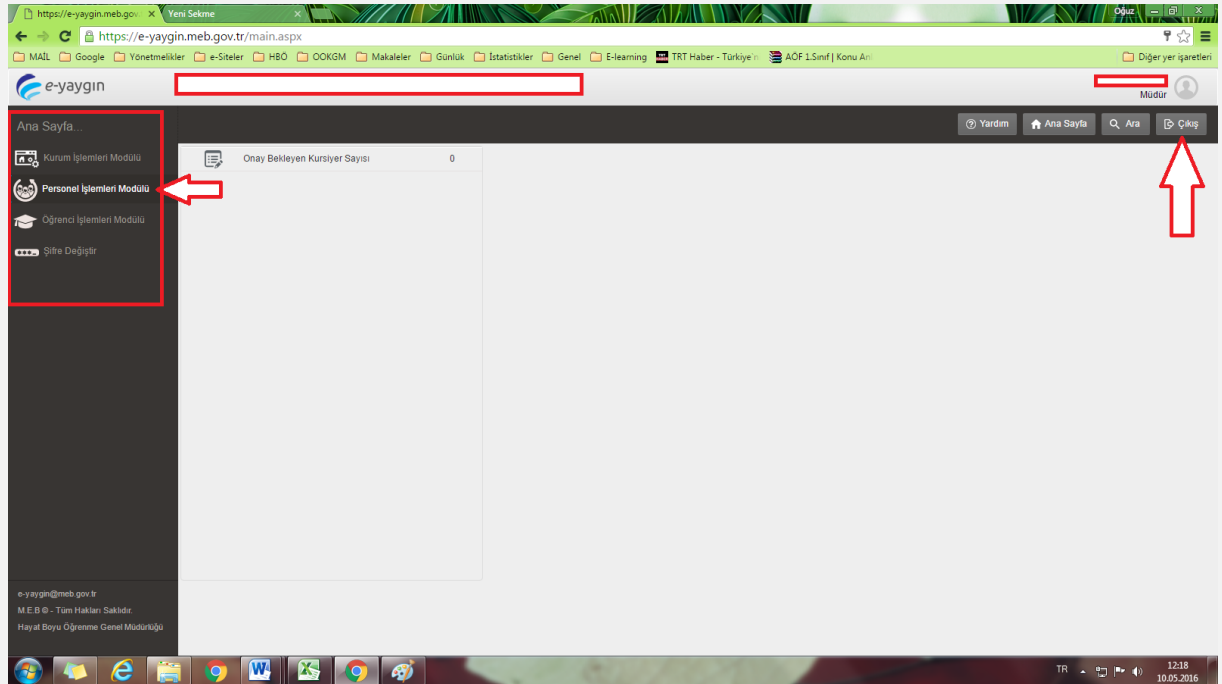 https://e-yaygin.meb.gov. Yeni Sekme Oğuz
https://e-yaygin.meb.gov.tr/main.aspx
MAİL Google Yönetmelikler e-Siteler HBÖ OOKGM Makaleler Günlük İstatistikler Genel E-learning TRT Haber - Türkiye'n AÖF 1.Sınıf | Konu Anl Diğer yer işaretleri
e-yaygın
Müdür
Ana Sayfa...
Yardım Ana Sayfa Ara Çıkış
Kurum İşlemleri Modülü
Onay Bekleyen Kursiyer Sayısı 0
Personel İşlemleri Modülü
Öğrenci İşlemleri Modülü
Şifre Değiştir
e-yaygin@meb.gov.tr
M.E.B © - Tüm Hakları Saklıdır.
Hayat Boyu Öğrenme Genel Müdürlüğü
TR 12:18
10.05.2016